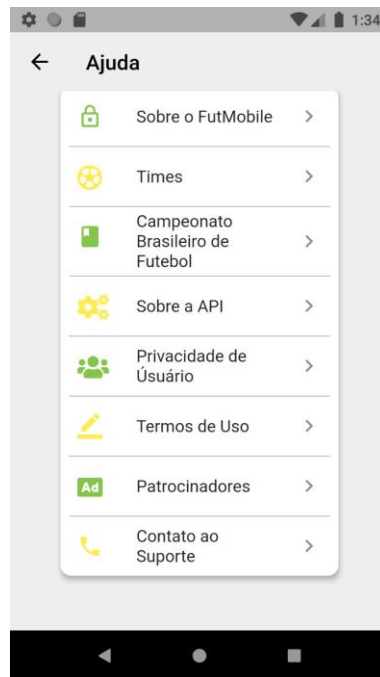 1:34
Ajuda
Sobre o FutMobile
Times
Campeonato
Brasileiro de
Futebol
Sobre a API
Privacidade de
Úsuário
Termos de Uso
Ad
Patrocinadores
Contato ao
Suporte